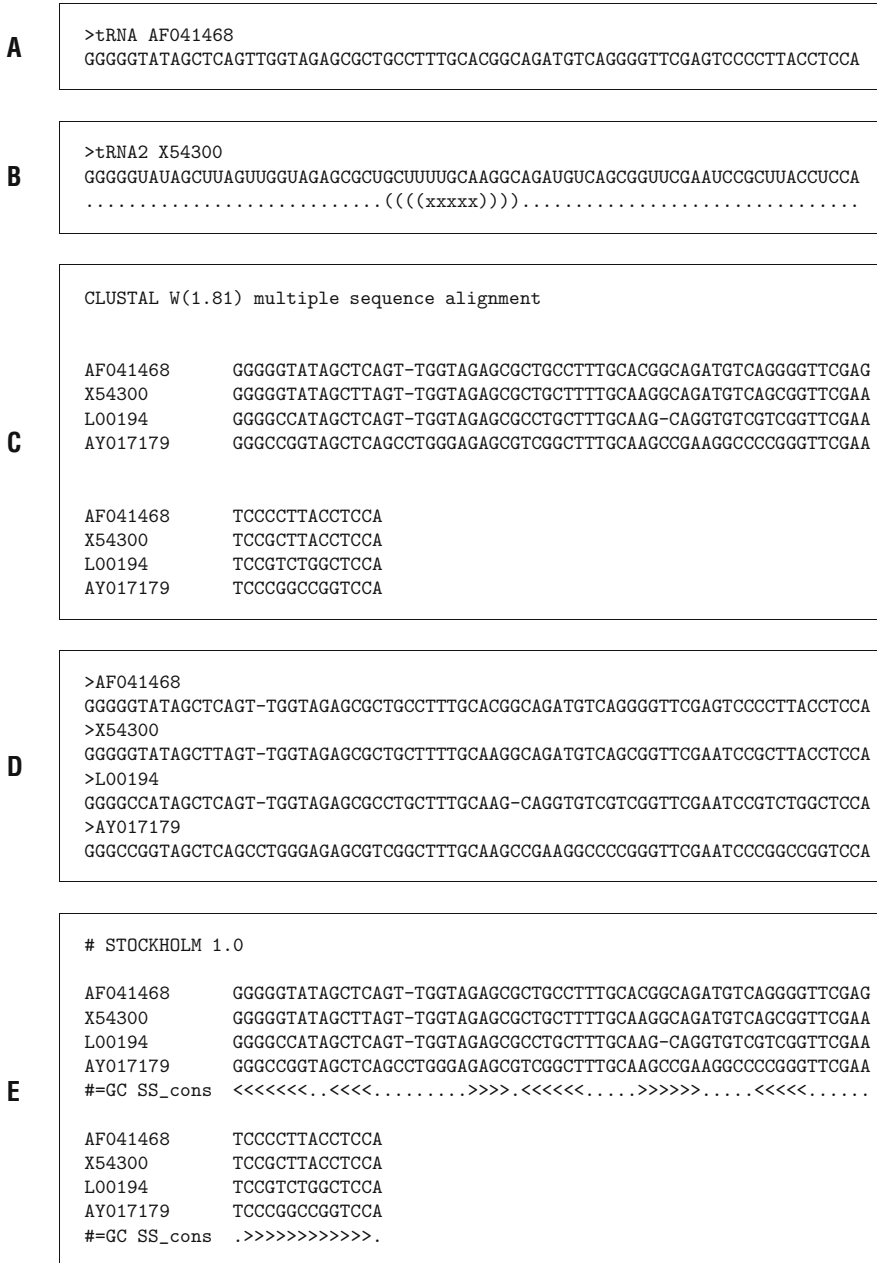 A
>tRNA AF041468
GGGGGTATAGCTCAGTTGGTAGAGCGCTGCCTTTGCACGGCAGATGTCAGGGGTTCGAGTCCCCTTACCTCCA
B
>tRNA2 X54300
GGGGGUAUAGCUUAGUUGGUAGAGCGCUGCUUUUGCAAGGCAGAUGUCAGCGGUUCGAAUCCGCUUACCUCCA
............................((((xxxxx))))................................
C
CLUSTAL W(1.81) multiple sequence alignment
AF041468 GGGGGTATAGCTCAGT-TGGTAGAGCGCTGCCTTTGCACGGCAGATGTCAGGGGTTCGAG
X54300 GGGGGTATAGCTTAGT-TGGTAGAGCGCTGCTTTTGCAAGGCAGATGTCAGCGGTTCGAA
L00194 GGGGCCATAGCTCAGT-TGGTAGAGCGCCTGCTTTGCAAG-CAGGTGTCGTCGGTTCGAA
AY017179 GGGCCGGTAGCTCAGCCTGGGAGAGCGTCGGCTTTGCAAGCCGAAGGCCCCGGGTTCGAA
AF041468 TCCCCTTACCTCCA
X54300 TCCGCTTACCTCCA
L00194 TCCGTCTGGCTCCA
AY017179 TCCCGGCCGGTCCA
D
>AF041468
GGGGGTATAGCTCAGT-TGGTAGAGCGCTGCCTTTGCACGGCAGATGTCAGGGGTTCGAGTCCCCTTACCTCCA
>X54300
GGGGGTATAGCTTAGT-TGGTAGAGCGCTGCTTTTGCAAGGCAGATGTCAGCGGTTCGAATCCGCTTACCTCCA
>L00194
GGGGCCATAGCTCAGT-TGGTAGAGCGCCTGCTTTGCAAG-CAGGTGTCGTCGGTTCGAATCCGTCTGGCTCCA
>AY017179
GGGCCGGTAGCTCAGCCTGGGAGAGCGTCGGCTTTGCAAGCCGAAGGCCCCGGGTTCGAATCCCGGCCGGTCCA
E
# STOCKHOLM 1.0
AF041468 GGGGGTATAGCTCAGT-TGGTAGAGCGCTGCCTTTGCACGGCAGATGTCAGGGGTTCGAG
X54300 GGGGGTATAGCTTAGT-TGGTAGAGCGCTGCTTTTGCAAGGCAGATGTCAGCGGTTCGAA
L00194 GGGGCCATAGCTCAGT-TGGTAGAGCGCCTGCTTTGCAAG-CAGGTGTCGTCGGTTCGAA
AY017179 GGGCCGGTAGCTCAGCCTGGGAGAGCGTCGGCTTTGCAAGCCGAAGGCCCCGGGTTCGAA
#=GC SS_cons <<<<<<<..<<<<.........>>>>.<<<<<<.....>>>>>>.....<<<<<......
AF041468 TCCCCTTACCTCCA
X54300 TCCGCTTACCTCCA
L00194 TCCGTCTGGCTCCA
AY017179 TCCCGGCCGGTCCA
#=GC SS_cons .>>>>>>>>>>>>.